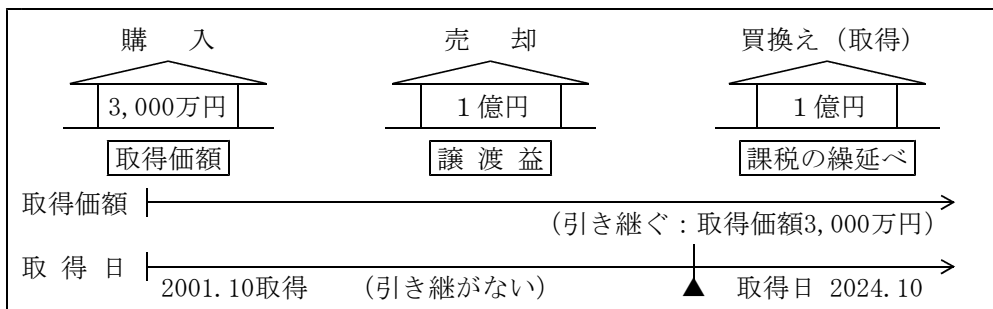 購 入 売 却 買換え（取得）
3,000万円 １億円 １億円
取得価額 譲 渡 益 課税の繰延べ
取得価額
(引き継ぐ：取得価額3,000万円)
取 得 日
2001.10取得 (引き継がない) ▲ 取得日 2024.10